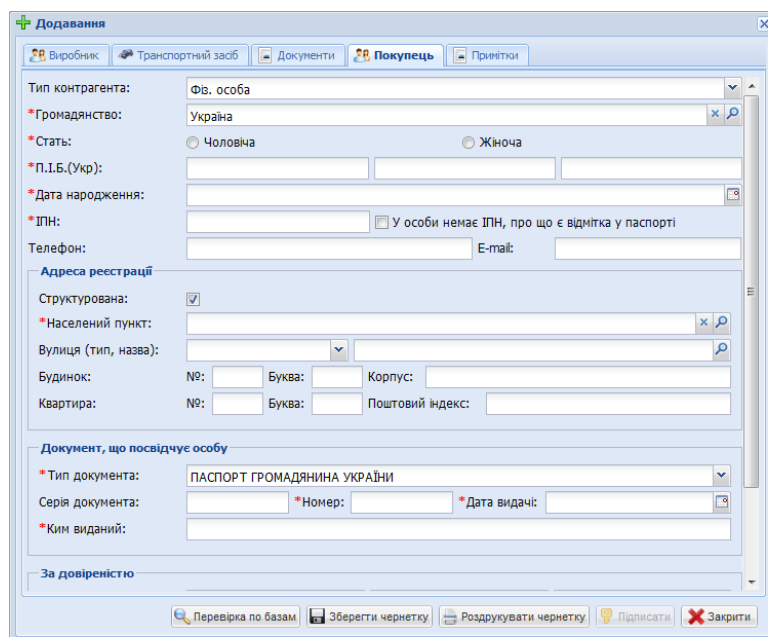 Додавання
Виробник Транспортний засіб Документи Покупець Примітки
Тип контрагента: Фіз. особа
*Громадянство: Україна
*Стать: Чоловіча Жіноча
*П.І.Б.(Укр):
*Дата народження:
*ІПН: У особи немає ІПН, про що є відмітка у паспорті
Телефон: E-mail:
Адреса реєстрації
Структурована:
*Населений пункт:
Вулиця (тип, назва):
Будинок: №: Буква: Корпус:
Квартира: №: Буква: Поштовий індекс:
Документ, що посвідчує особу
*Тип документа: ПАСПОРТ ГРОМАДЯНИНА УКРАЇНИ
Серія документа: *Номер: *Дата видачі:
*Ким виданий:
За довіреністю
Перевірка по базам Зберегти чернетку Роздрукувати чернетку Підписати Закрити